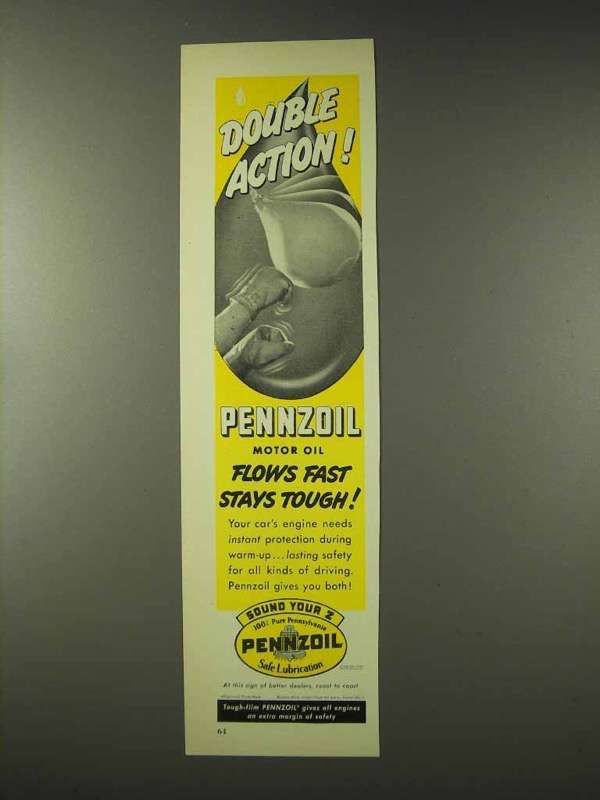 DOUBLE
ACTION!
PENNZOIL
MOTOR OIL
FLOWS FAST
STAYS TOUGH!
Your car's engine needs
instant protection during
warm-up...lasting safety
for all kinds of driving.
Pennzoil gives you both!
SOUND YOUR Z
100% Pure Pennsylvania
PENNZOIL
Safe Lubrication
At this sign of better dealers, coast to coast
Tough-film PENNZOIL* gives all engines
an extra margin of safety
64